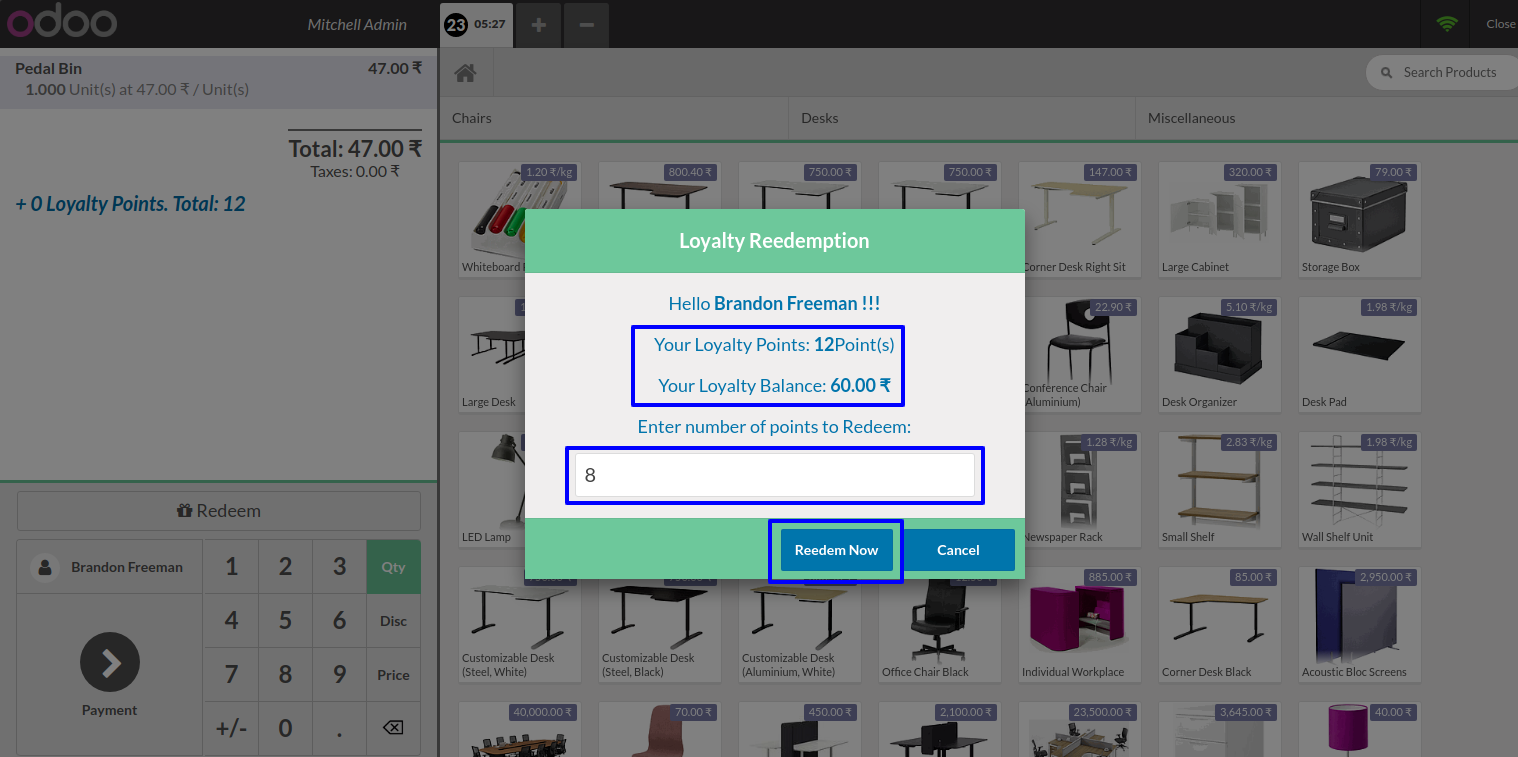 odoo
Mitchell Admin
23 05:27
+
−
Close
Pedal Bin 47.00 ₹
1.000 Unit(s) at 47.00 ₹ / Unit(s)
Total: 47.00 ₹
Taxes: 0.00 ₹
+ 0 Loyalty Points. Total: 12
Redeem
Brandon Freeman
Payment
1 2 3 Qty
4 5 6 Disc
7 8 9 Price
+/- 0 .
Search Products
Chairs Desks Miscellaneous
1.20 ₹/kg 800.40 ₹ 750.00 ₹ 750.00 ₹ 147.00 ₹ 320.00 ₹ 79.00 ₹
Whiteboard Corner Desk Right Sit Large Cabinet Storage Box
22.90 ₹ 5.10 ₹/kg 1.98 ₹/kg
Large Desk Conference Chair (Aluminium) Desk Organizer Desk Pad
1.28 ₹/kg 2.83 ₹/kg 1.98 ₹/kg
LED Lamp Newspaper Rack Small Shelf Wall Shelf Unit
885.00 ₹ 85.00 ₹ 2,950.00 ₹
Customizable Desk (Steel, White) Customizable Desk (Steel, Black) Customizable Desk (Aluminium, White) Office Chair Black Individual Workplace Corner Desk Black Acoustic Bloc Screens
40,000.00 ₹ 70.00 ₹ 450.00 ₹ 2,100.00 ₹ 23,500.00 ₹ 3,645.00 ₹ 40.00 ₹
Loyalty Reedemption
Hello Brandon Freeman !!!
Your Loyalty Points: 12Point(s)
Your Loyalty Balance: 60.00 ₹
Enter number of points to Redeem:
8
Reedem Now Cancel